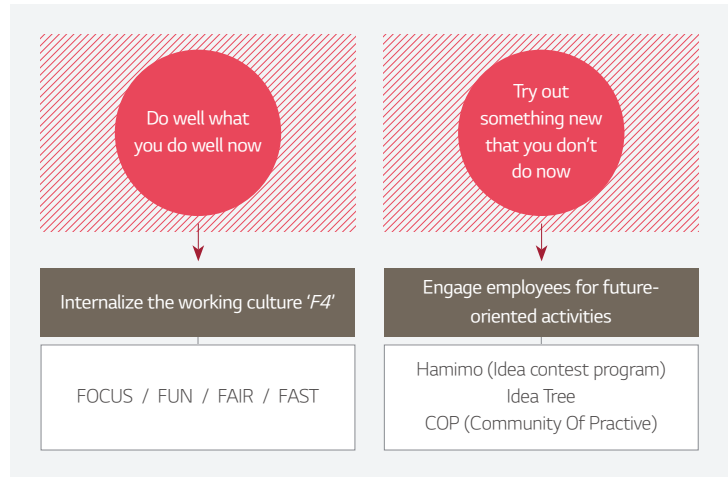 Do well what
you do well now
Internalize the working culture ‘F4’
FOCUS / FUN / FAIR / FAST
Try out
something new
that you don’t
do now
Engage employees for future-
oriented activities
Hamimo (Idea contest program)
Idea Tree
COP (Community Of Practive)